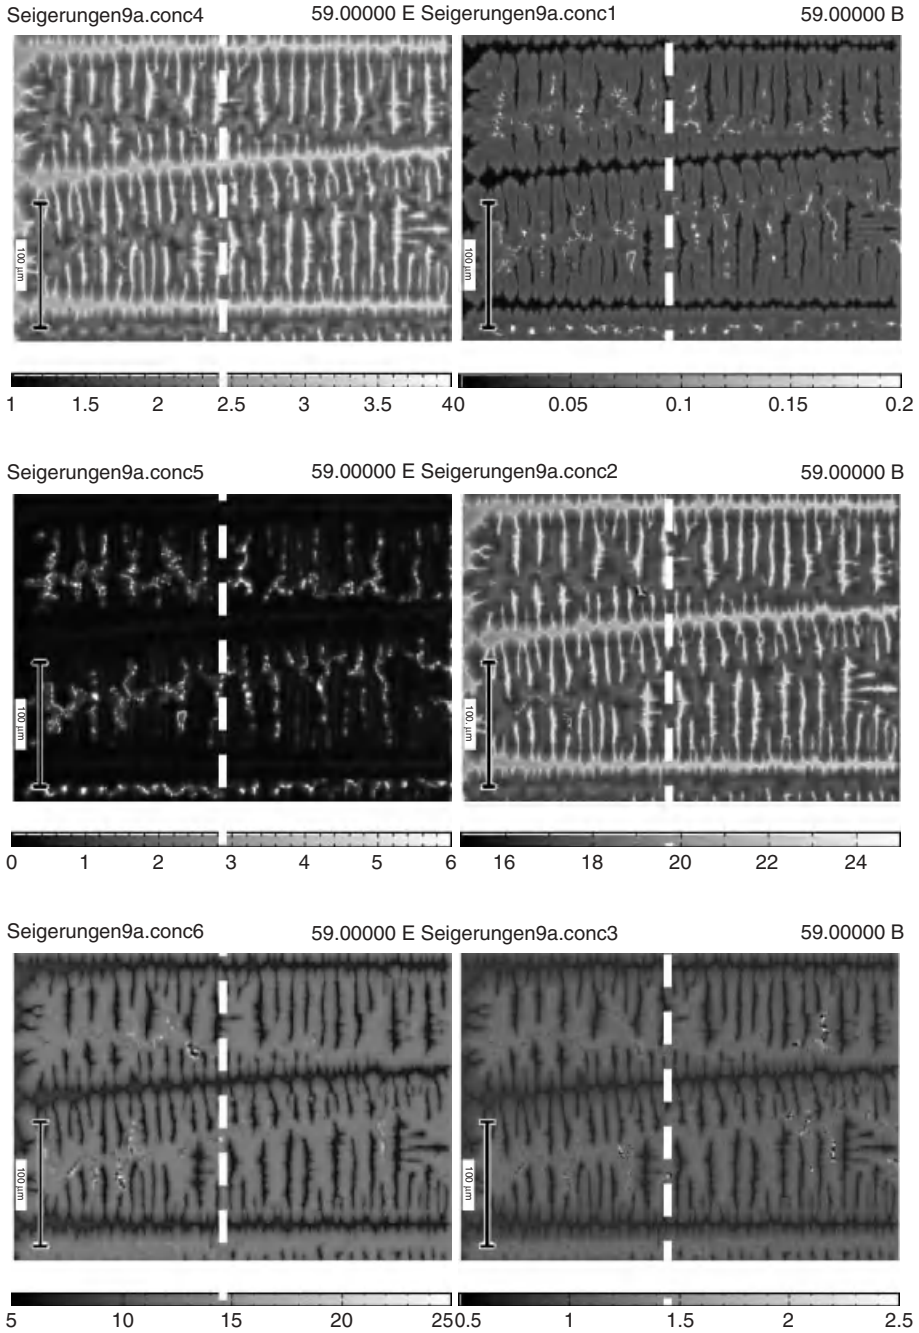 Seigerungen9a.conc4 59.00000 E Seigerungen9a.conc1 59.00000 B
100 µm 100 µm
1 1.5 2 2.5 3 3.5 40 0.05 0.1 0.15 0.2
Seigerungen9a.conc5 59.00000 E Seigerungen9a.conc2 59.00000 B
100 µm 100. µm
0 1 2 3 4 5 6 16 18 20 22 24
Seigerungen9a.conc6 59.00000 E Seigerungen9a.conc3 59.00000 B
100 µm 100 µm
5 10 15 20 250.5 1 1.5 2 2.5